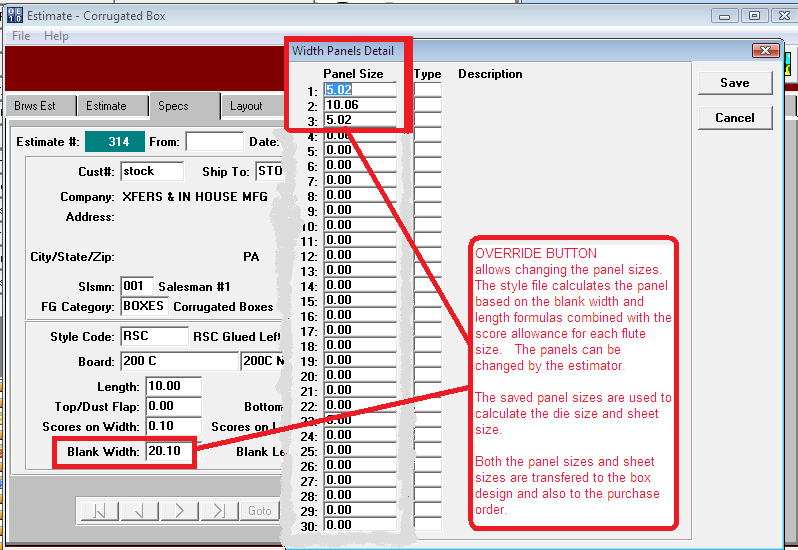 Estimate - Corrugated Box
File Help
Width Panels Detail
Panel Size Type Description
Save
Cancel
Brws Est Estimate Specs Layout
Estimate #: 314 From: Date:
Cust#: stock Ship To: STO
Company: XFERS & IN HOUSE MFG
Address:
City/State/Zip: PA
Slsmn: 001 Salesman #1
FG Category: BOXES Corrugated Boxes
Style Code: RSC RSC Glued Left
Board: 200 C 200C N
Length: 10.00
Top/Dust Flap: 0.00 Bottom
Scores on Width: 0.10 Scores on L
Blank Width: 20.10 Blank Le
Goto
1: 5.02
2: 10.06
3: 5.02
4: 0.00
5: 0.00
6: 0.00
7: 0.00
8: 0.00
9: 0.00
10: 0.00
11: 0.00
12: 0.00
13: 0.00
14: 0.00
15: 0.00
16: 0.00
17: 0.00
18: 0.00
19: 0.00
20: 0.00
21: 0.00
22: 0.00
23: 0.00
24: 0.00
25: 0.00
26: 0.00
27: 0.00
28: 0.00
29: 0.00
30: 0.00
OVERRIDE BUTTON
allows changing the panel sizes.
The style file calculates the panel
based on the blank width and
length formulas combined with the
score allowance for each flute
size. The panels can be
changed by the estimator.
The saved panel sizes are used to
calculate the die size and sheet
size.
Both the panel sizes and sheet
sizes are transfered to the box
design and also to the purchase
order.